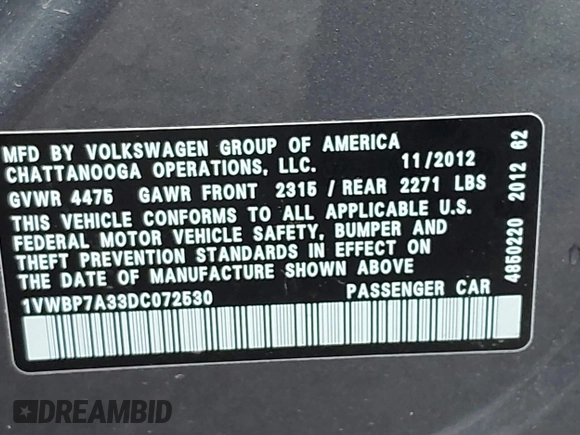 MFD BY VOLKSWAGEN GROUP OF AMERICA
CHATTANOOGA OPERATIONS, LLC. 11/2012
GVWR 4475 GAWR FRONT 2315 / REAR 2271 LBS
THIS VEHICLE CONFORMS TO ALL APPLICABLE U.S.
FEDERAL MOTOR VEHICLE SAFETY, BUMPER AND
THEFT PREVENTION STANDARDS IN EFFECT ON
THE DATE OF MANUFACTURE SHOWN ABOVE
1VWBP7A33DC072530 PASSENGER CAR
4850220 2012 62
DREAMBID